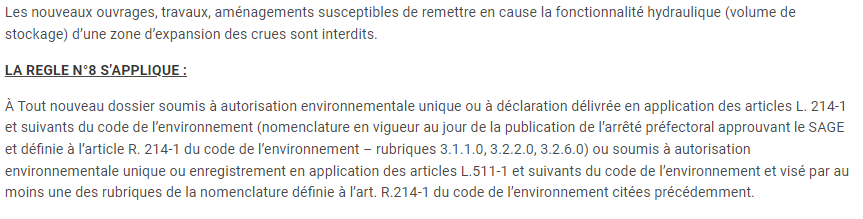 Les nouveaux ouvrages, travaux, aménagements susceptibles de remettre en cause la fonctionnalité hydraulique (volume de
stockage) d’une zone d’expansion des crues sont interdits.
LA REGLE N°8 S’APPLIQUE :
À Tout nouveau dossier soumis à autorisation environnementale unique ou à déclaration délivrée en application des articles L. 214-1
et suivants du code de l’environnement (nomenclature en vigueur au jour de la publication de l’arrêté préfectoral approuvant le SAGE
et définie à l’article R. 214-1 du code de l’environnement – rubriques 3.1.1.0, 3.2.2.0, 3.2.6.0) ou soumis à autorisation
environnementale unique ou enregistrement en application des articles L.511-1 et suivants du code de l’environnement et visé par au
moins une des rubriques de la nomenclature définie à l’art. R.214-1 du code de l’environnement citées précédemment.